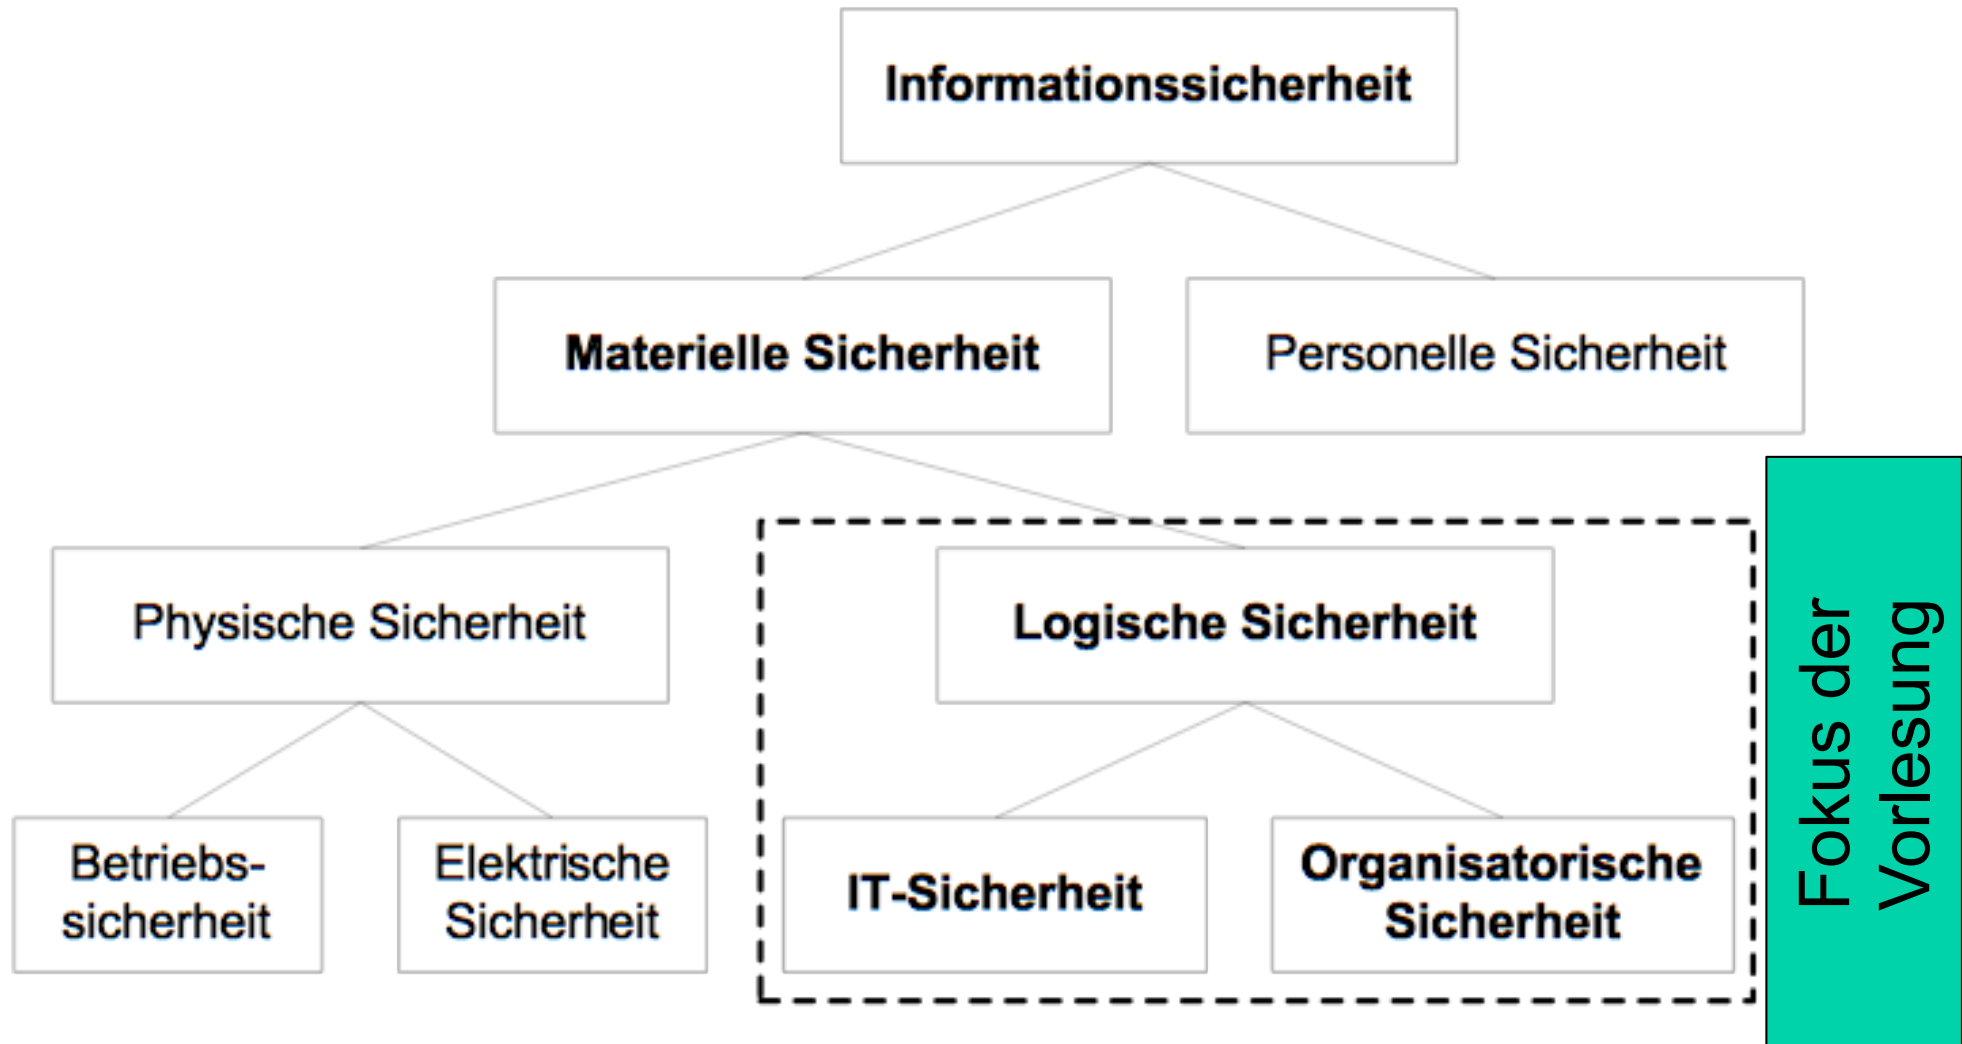 Informationssicherheit
Materielle Sicherheit
Personelle Sicherheit
Physische Sicherheit
Logische Sicherheit
Betriebs-
sicherheit
Elektrische
Sicherheit
IT-Sicherheit
Organisatorische
Sicherheit
Fokus der
Vorlesung